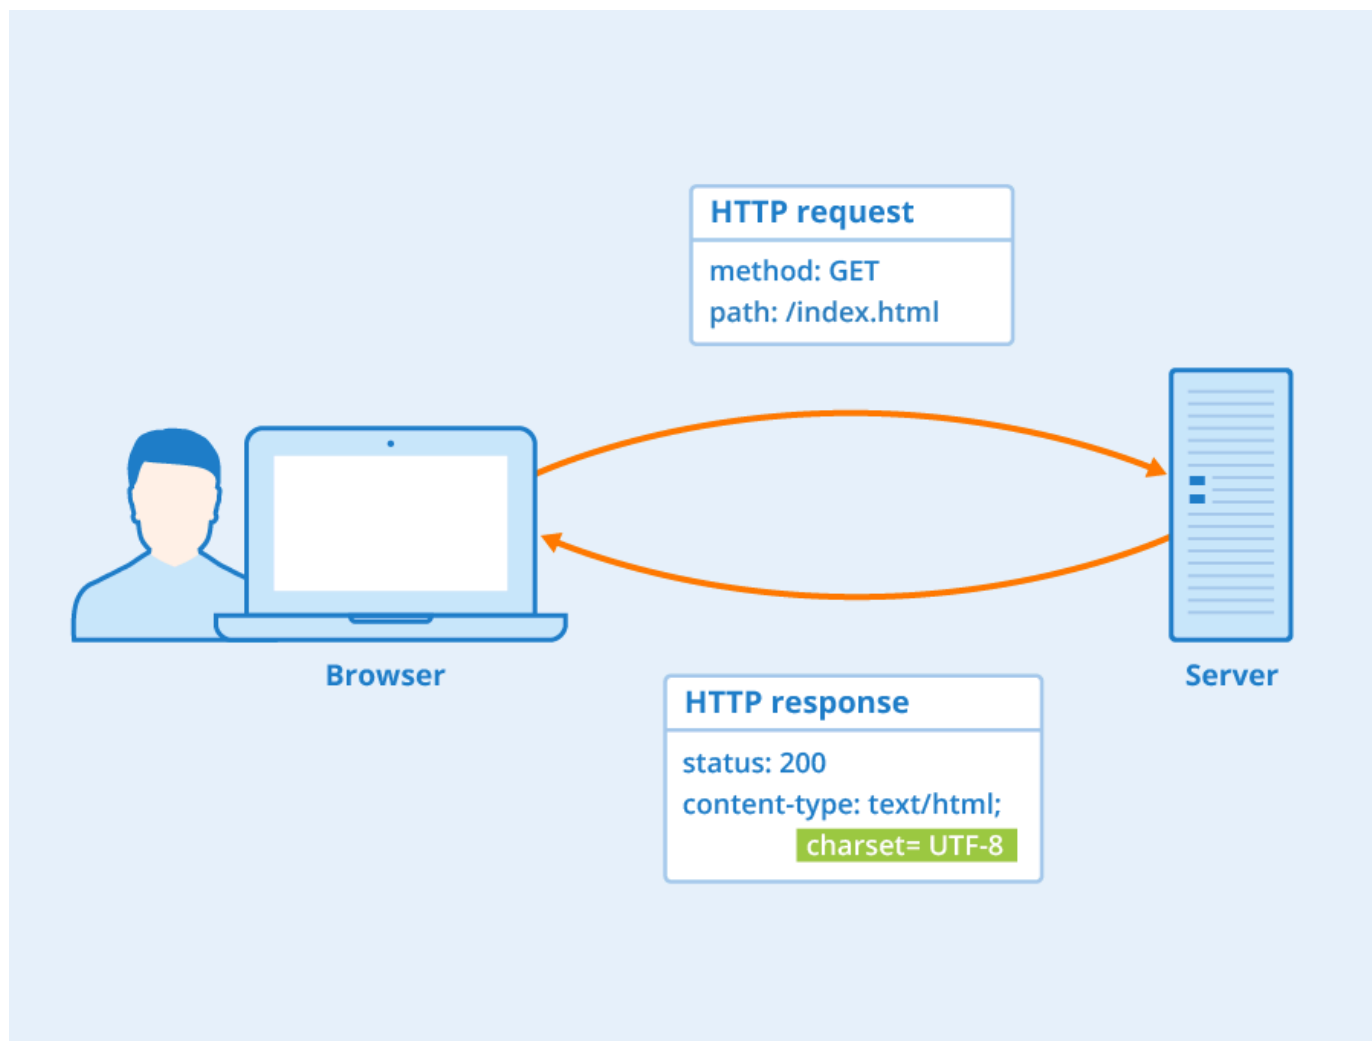 HTTP request
method: GET
path: /index.html
Browser
Server
HTTP response
status: 200
content-type: text/html;
charset= UTF-8